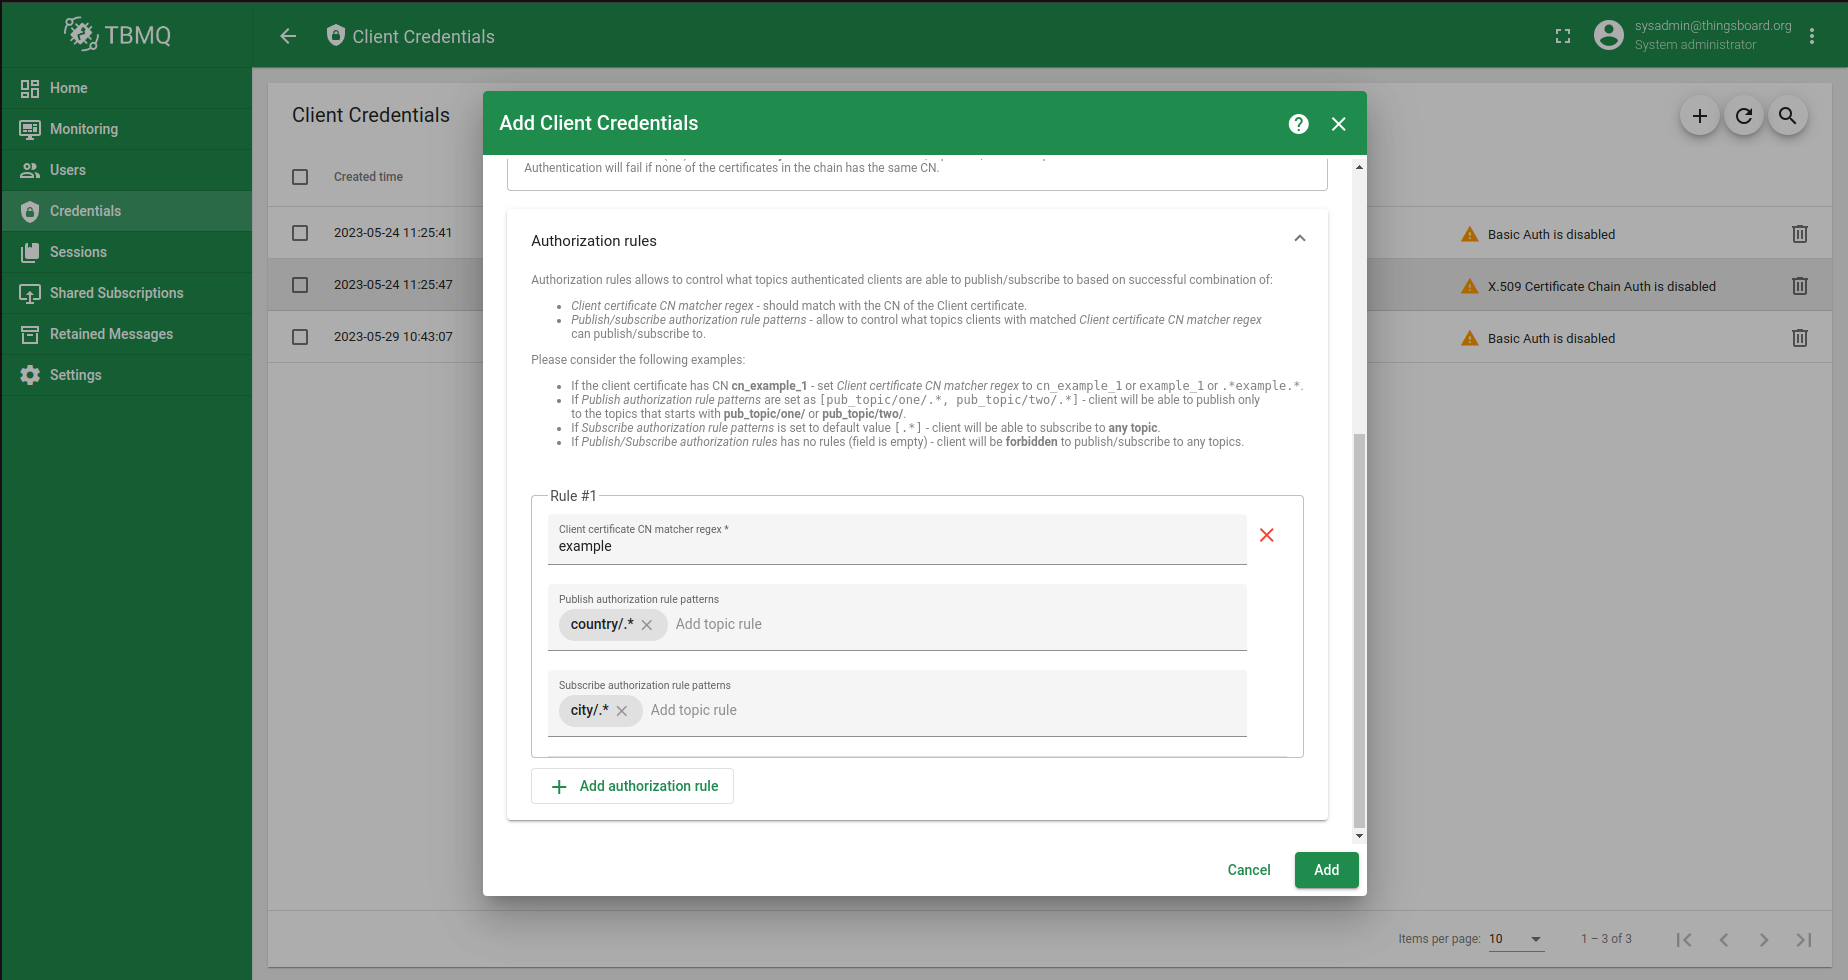 TBMQ
Client Credentials
sysadmin@thingsboard.org
System administrator
Home
Monitoring
Users
Credentials
Sessions
Shared Subscriptions
Retained Messages
Settings
Client Credentials
Created time
2023-05-24 11:25:41
Basic Auth is disabled
2023-05-24 11:25:47
X.509 Certificate Chain Auth is disabled
2023-05-29 10:43:07
Basic Auth is disabled
Add Client Credentials
Authentication will fail if none of the certificates in the chain has the same CN.
Authorization rules
Authorization rules allows to control what topics authenticated clients are able to publish/subscribe to based on successful combination of:
• Client certificate CN matcher regex - should match with the CN of the Client certificate.
• Publish/subscribe authorization rule patterns - allow to control what topics clients with matched Client certificate CN matcher regex
can publish/subscribe to.
Please consider the following examples:
• If the client certificate has CN cn_example_1 - set Client certificate CN matcher regex to cn_example_1 or example_1 or .*example.*.
• If Publish authorization rule patterns are set as [pub_topic/one/.*, pub_topic/two/.*] - client will be able to publish only
to the topics that starts with pub_topic/one/ or pub_topic/two/.
• If Subscribe authorization rule patterns is set to default value [.*] - client will be able to subscribe to any topic.
• If Publish/Subscribe authorization rules has no rules (field is empty) - client will be forbidden to publish/subscribe to any topics.
Rule #1
Client certificate CN matcher regex *
example
Publish authorization rule patterns
country/.* Add topic rule
Subscribe authorization rule patterns
city/.* Add topic rule
Add authorization rule
Cancel
Add
Items per page: 10
1 – 3 of 3